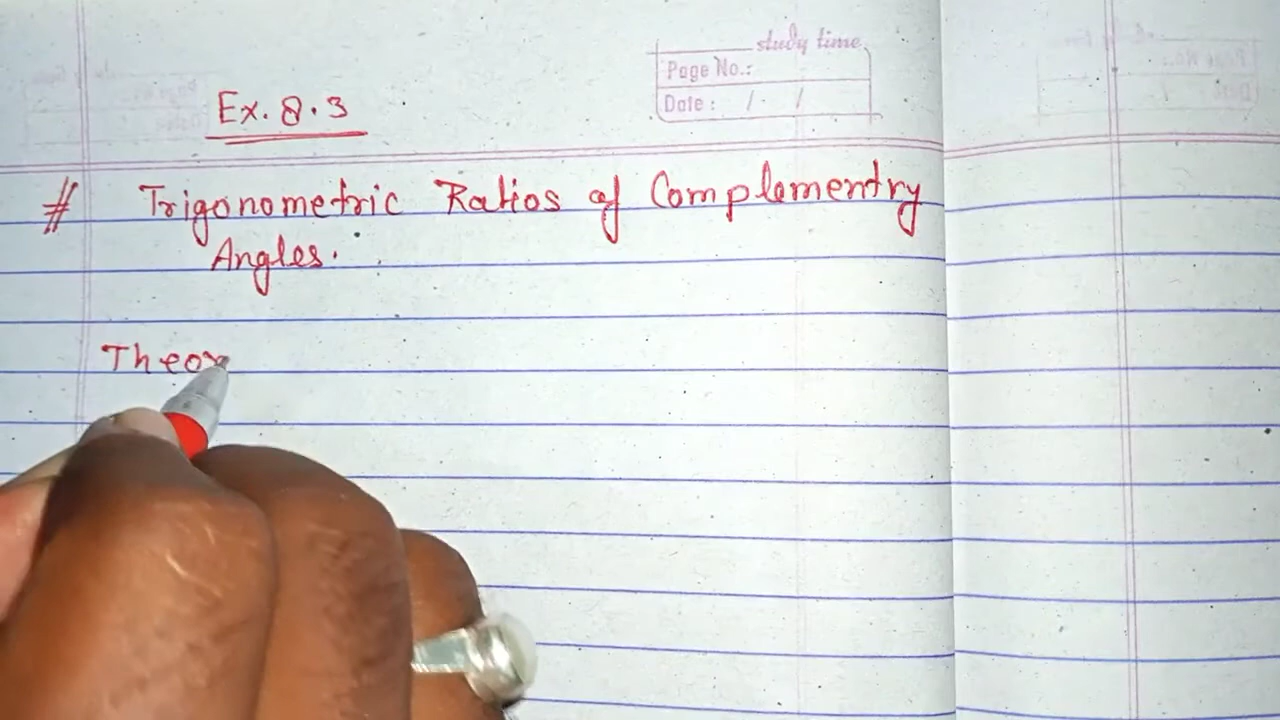 study time
Page No.:
Date : / /
Ex. 8.3
# Trigonometric Ratios of Complementry
Angles.
Theor